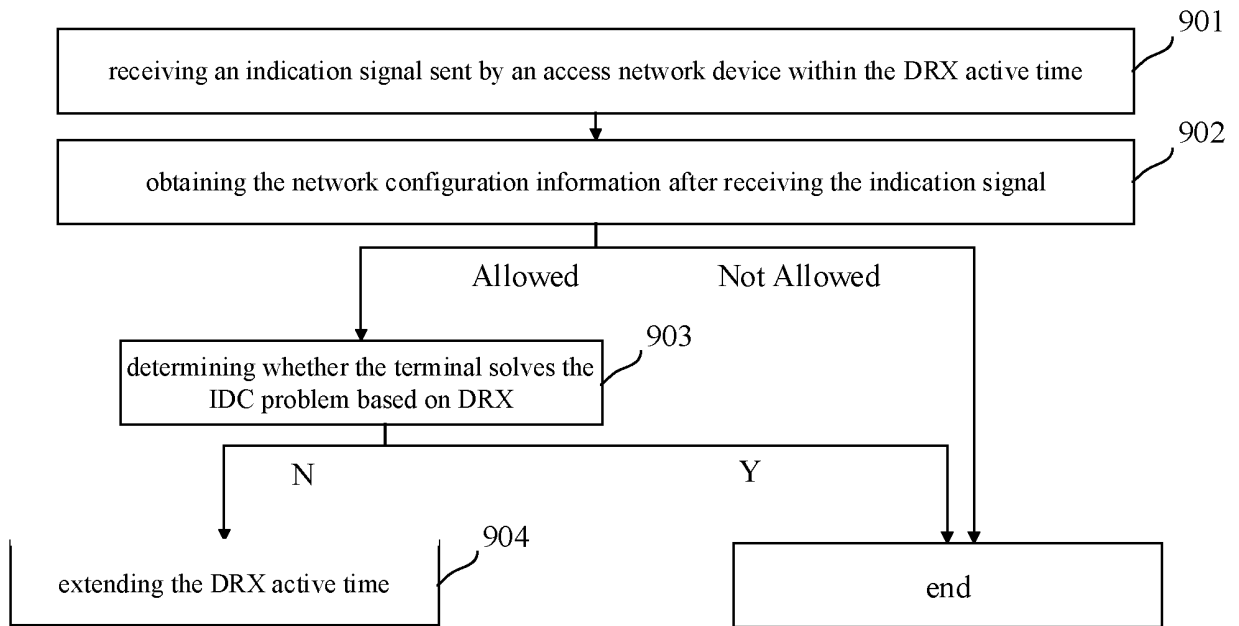 901
receiving an indication signal sent by an access network device within the DRX active time
902
obtaining the network configuration information after receiving the indication signal
Allowed
Not Allowed
903
determining whether the terminal solves the
IDC problem based on DRX
N
Y
904
extending the DRX active time
end